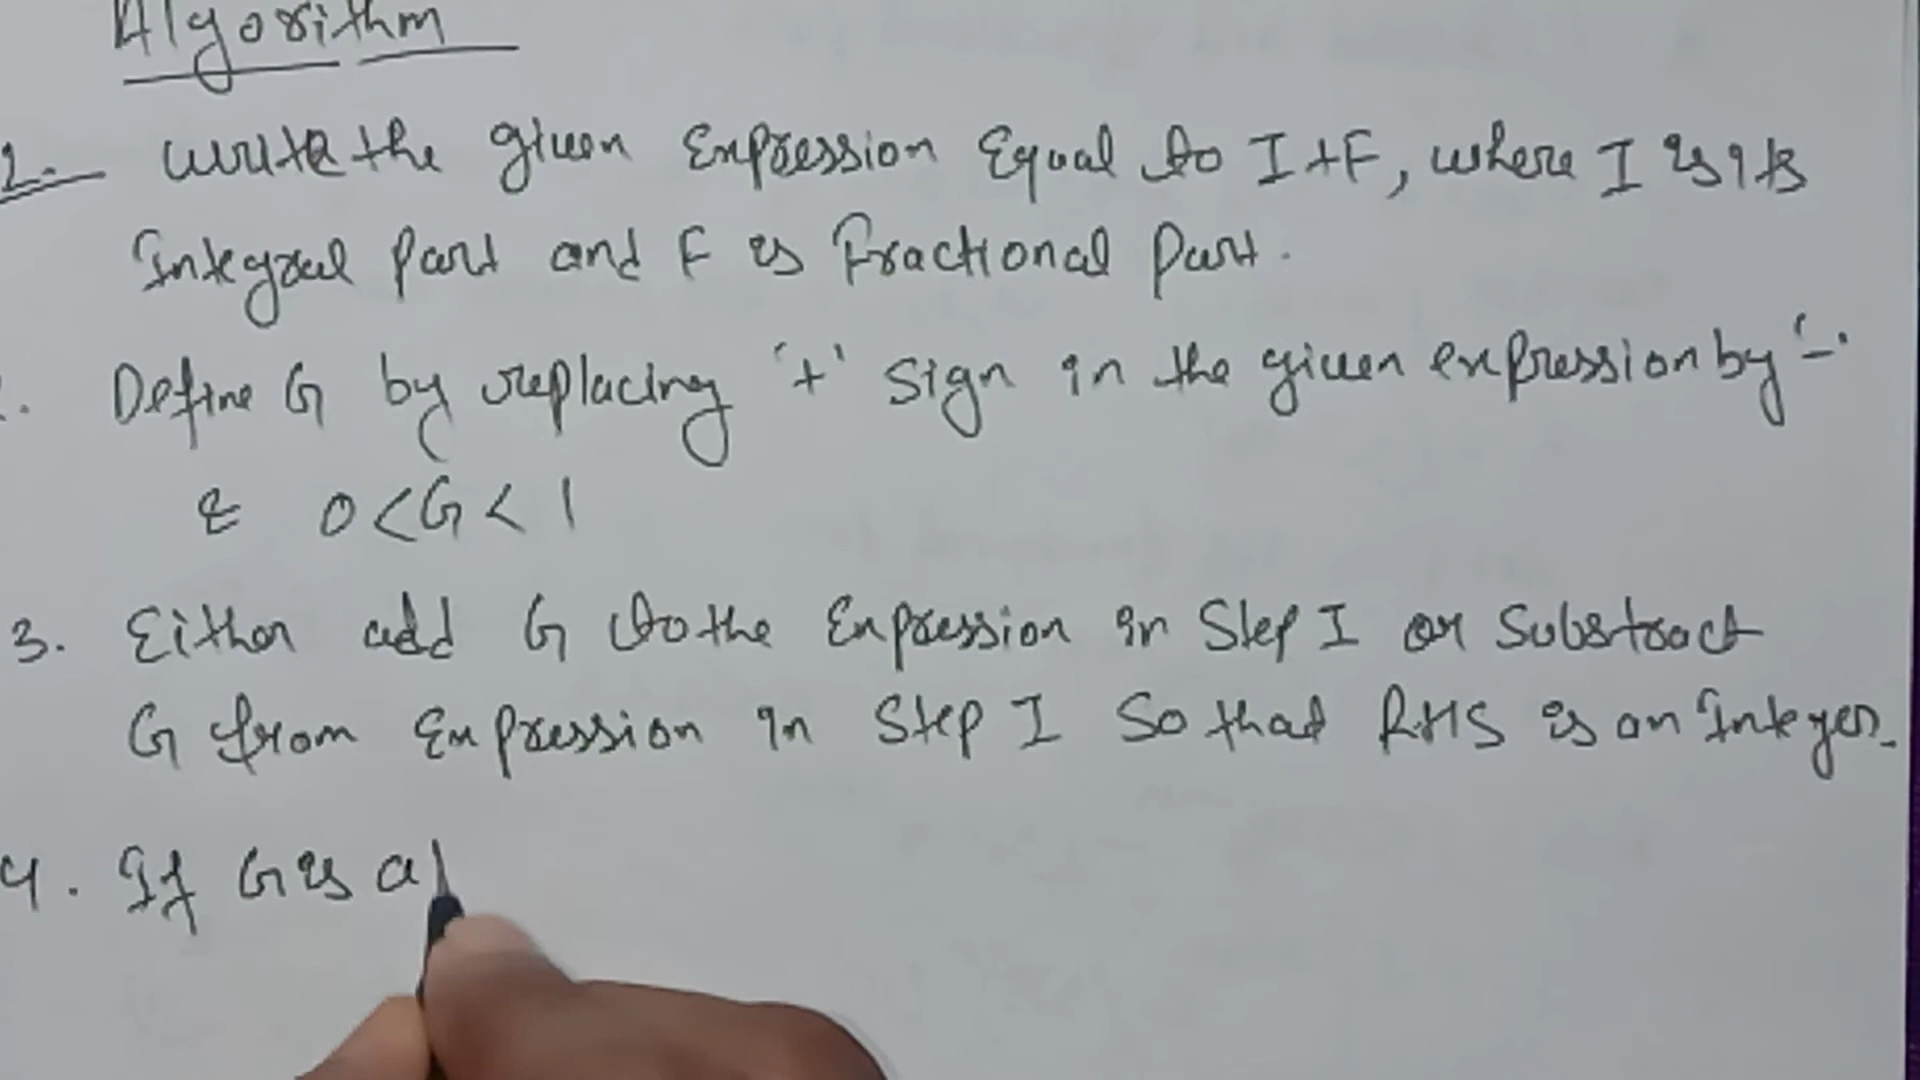 Algorithm
1. Write the given Expression Equal to I+F, where I is its
Integral Part and F is Fractional Part.
Define G by replacing '+' sign in the given expression by '-'
& 0<G<1
3. Either add G to the Expression in Step I or Substract
G from Expression in Step I So that RHS is an Integer.
4. If G is a